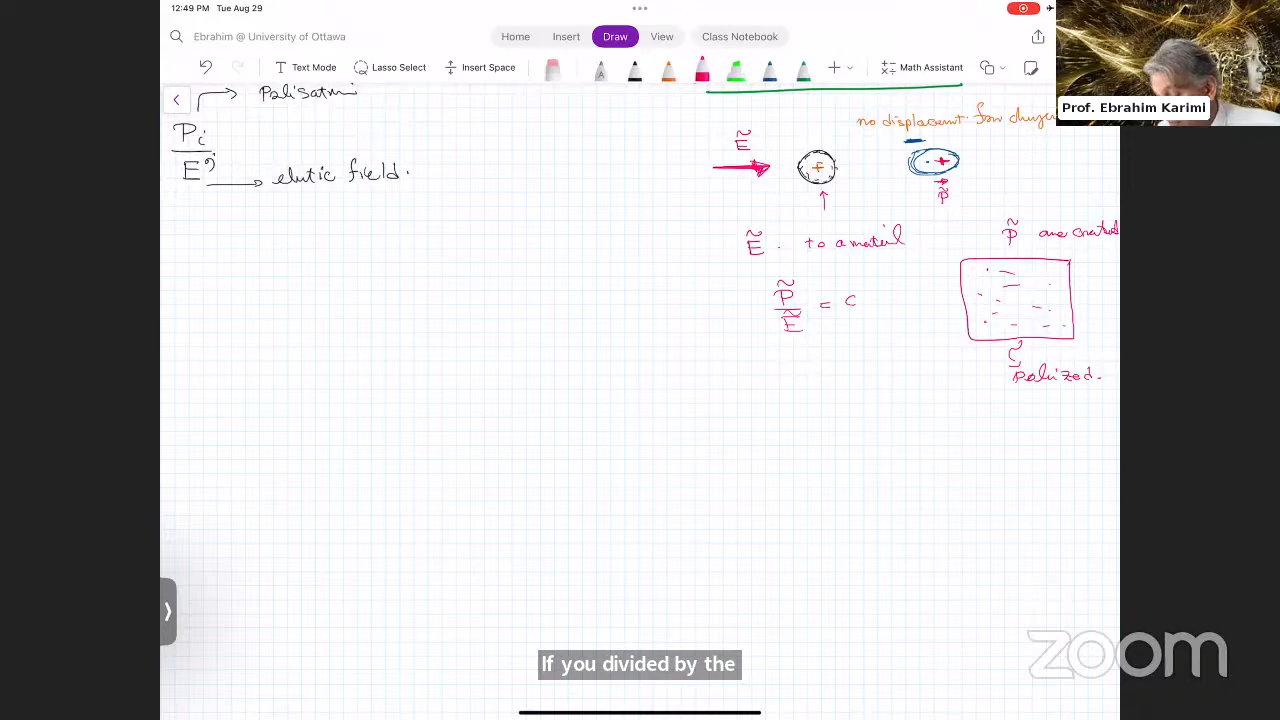 12:49 PM Tue Aug 29
Ebrahim @ University of Ottawa
Home Insert Draw View Class Notebook
Text Mode Lasso Select Insert Space Math Assistant
Prof. Ebrahim Karimi
P̃i
E
electric field.
no displacement for charges
Ẽ
+
+
P̃
Ẽ . to a material
P̃ are created
P̃
Ẽ
= C
polarized.
If you divided by the
zoom